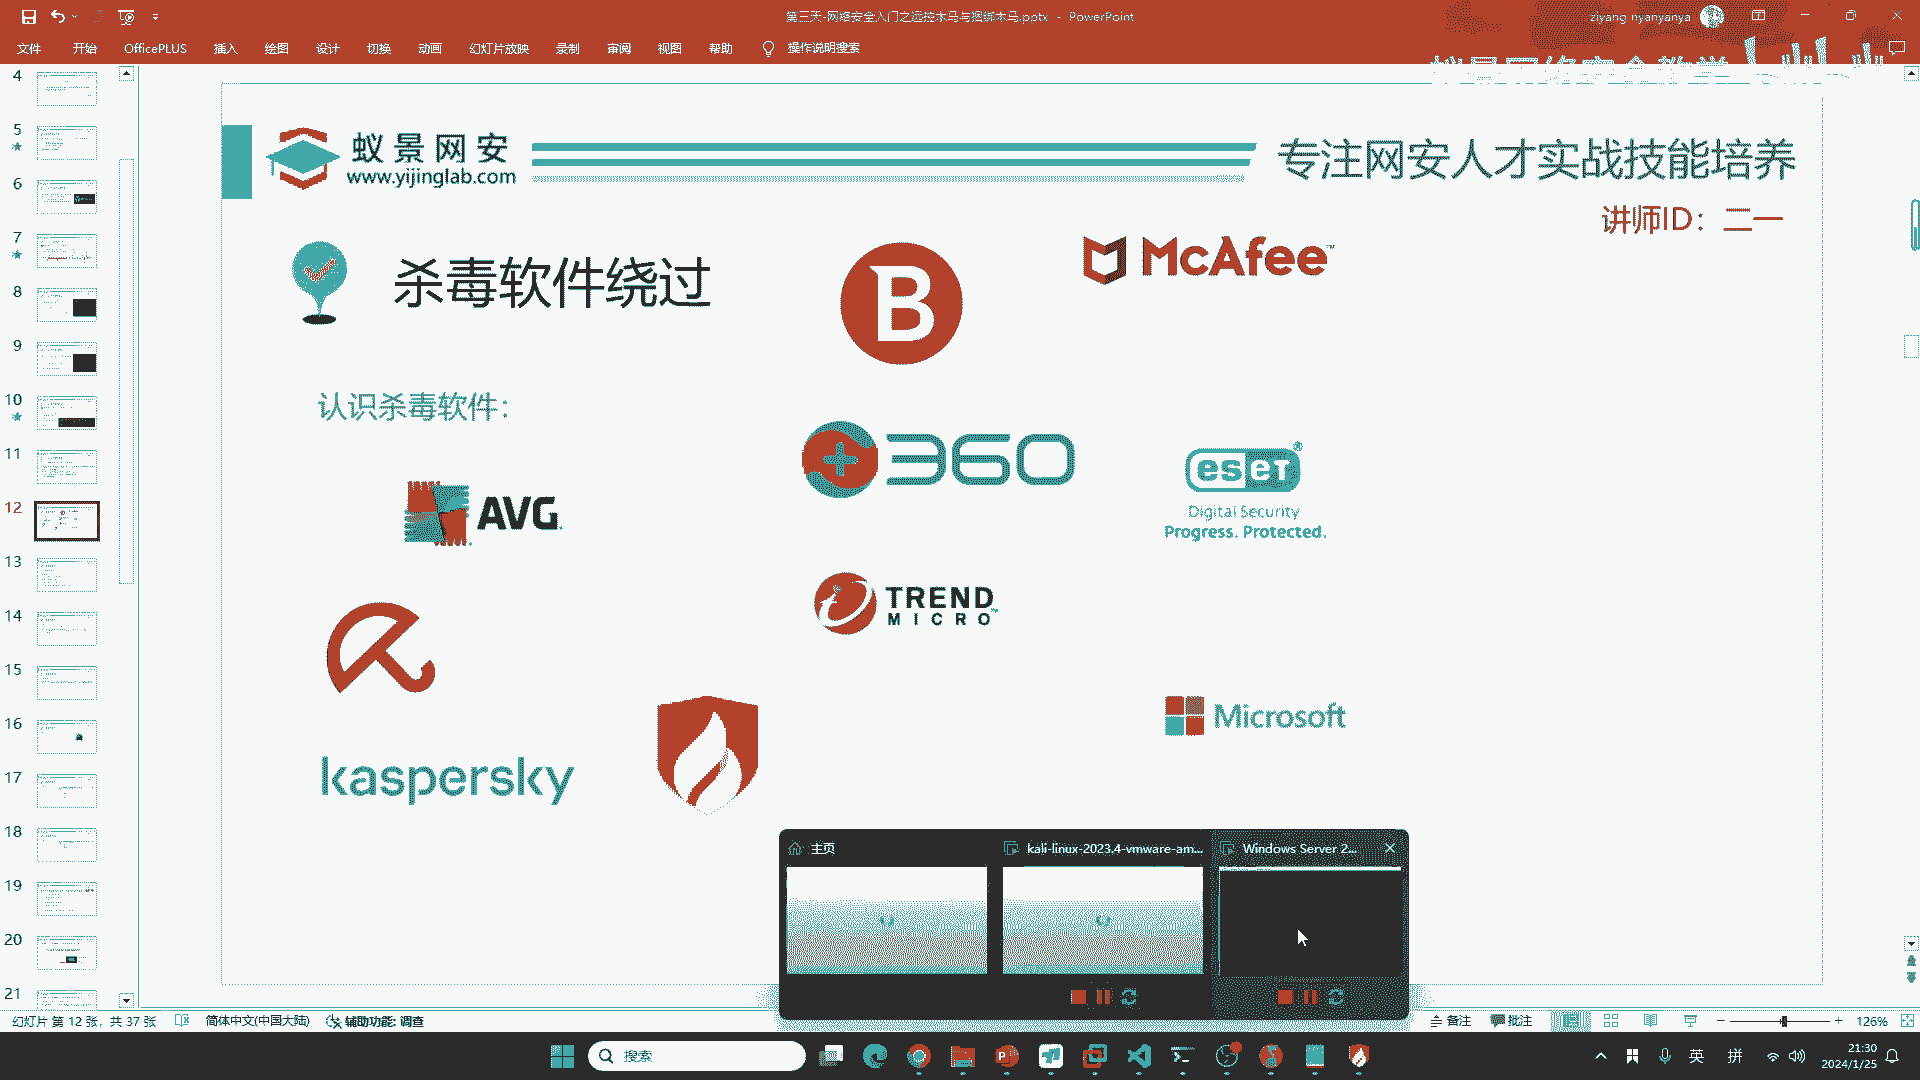 第三天-网络安全入门之远控木马与捆绑木马.pptx - PowerPoint
ziyang nyanyanya
文件 开始 OfficePLUS 插入 绘图 设计 切换 动画 幻灯片放映 录制 审阅 视图 帮助 操作说明搜索
4
5
6
7
8
9
10
11
12
13
14
15
16
17
18
19
20
21
蚁景网安
www.yijinglab.com
专注网安人才实战技能培养
讲师ID：二一
杀毒软件绕过
B
McAfee™
认识杀毒软件：
360
AVG
eseT®
Digital Security
Progress. Protected.
TREND
MICRO™
Microsoft
kaspersky
主页
kali-linux-2023.4-vmware-am...
Windows Server 2...
幻灯片 第 12 张，共 37 张 简体中文(中国大陆) 辅助功能: 调查
备注 批注 126%
搜索
英 拼
21:30
2024/1/25